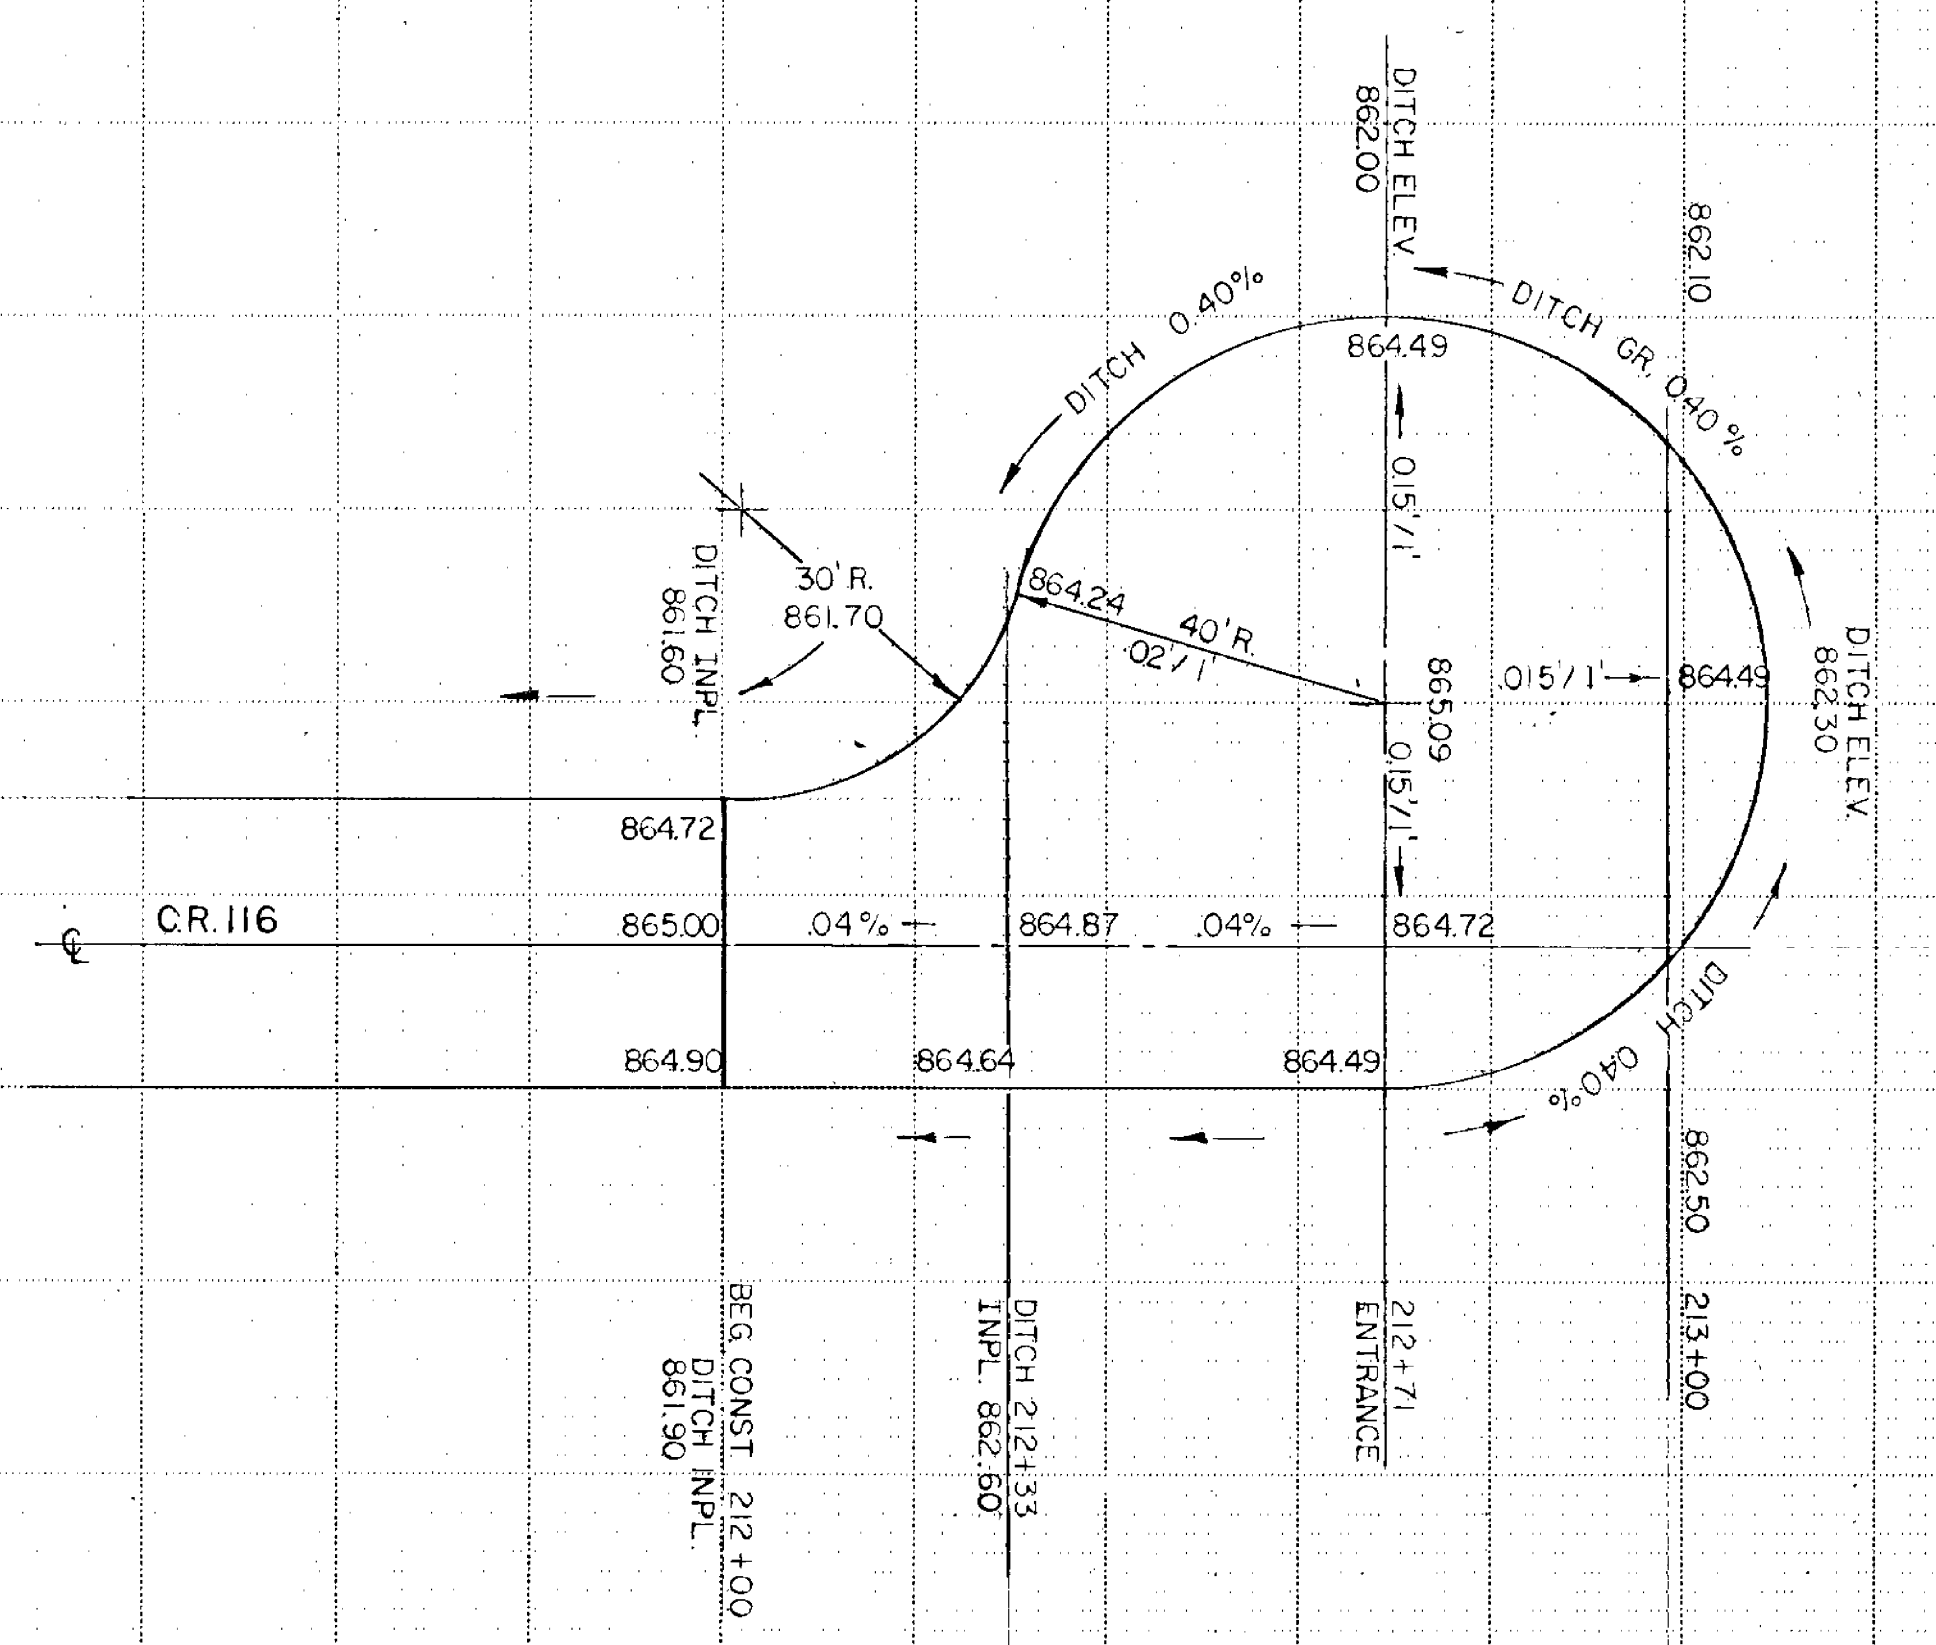 DITCH ELEV.
862.00
862.10
DITCH 0.40%
DITCH GR. 0.40%
864.49
0.15'/1'
30' R.
861.70
DITCH INPL.
861.60
864.24
40' R.
.02'/1'
865.09
.015'/1'
864.49
DITCH ELEV.
862.30
0.15'/1'
864.72
C.R. 116
865.00
.04%
864.87
.04%
864.72
℄
DITCH 0.40%
864.90
864.64
864.49
862.50 213+00
BEG. CONST. 212+00
DITCH INPL.
861.90
DITCH 212+33
INPL. 862.60
212+71
ENTRANCE